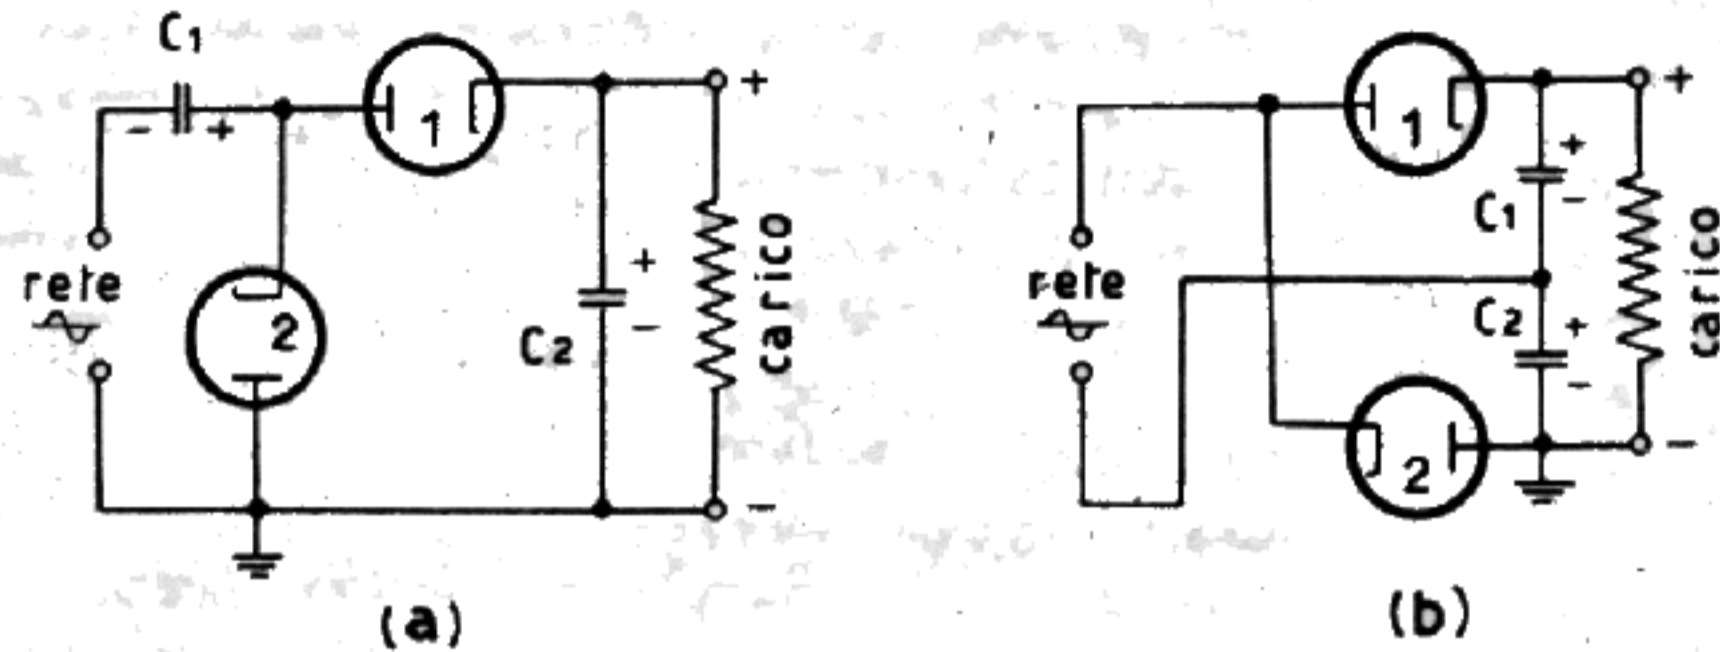 C1
1
+
- +
rete
2
C2
+
-
carico
-
(a)
1
+
+
-
C1
rete
C2
+
-
carico
2
-
(b)